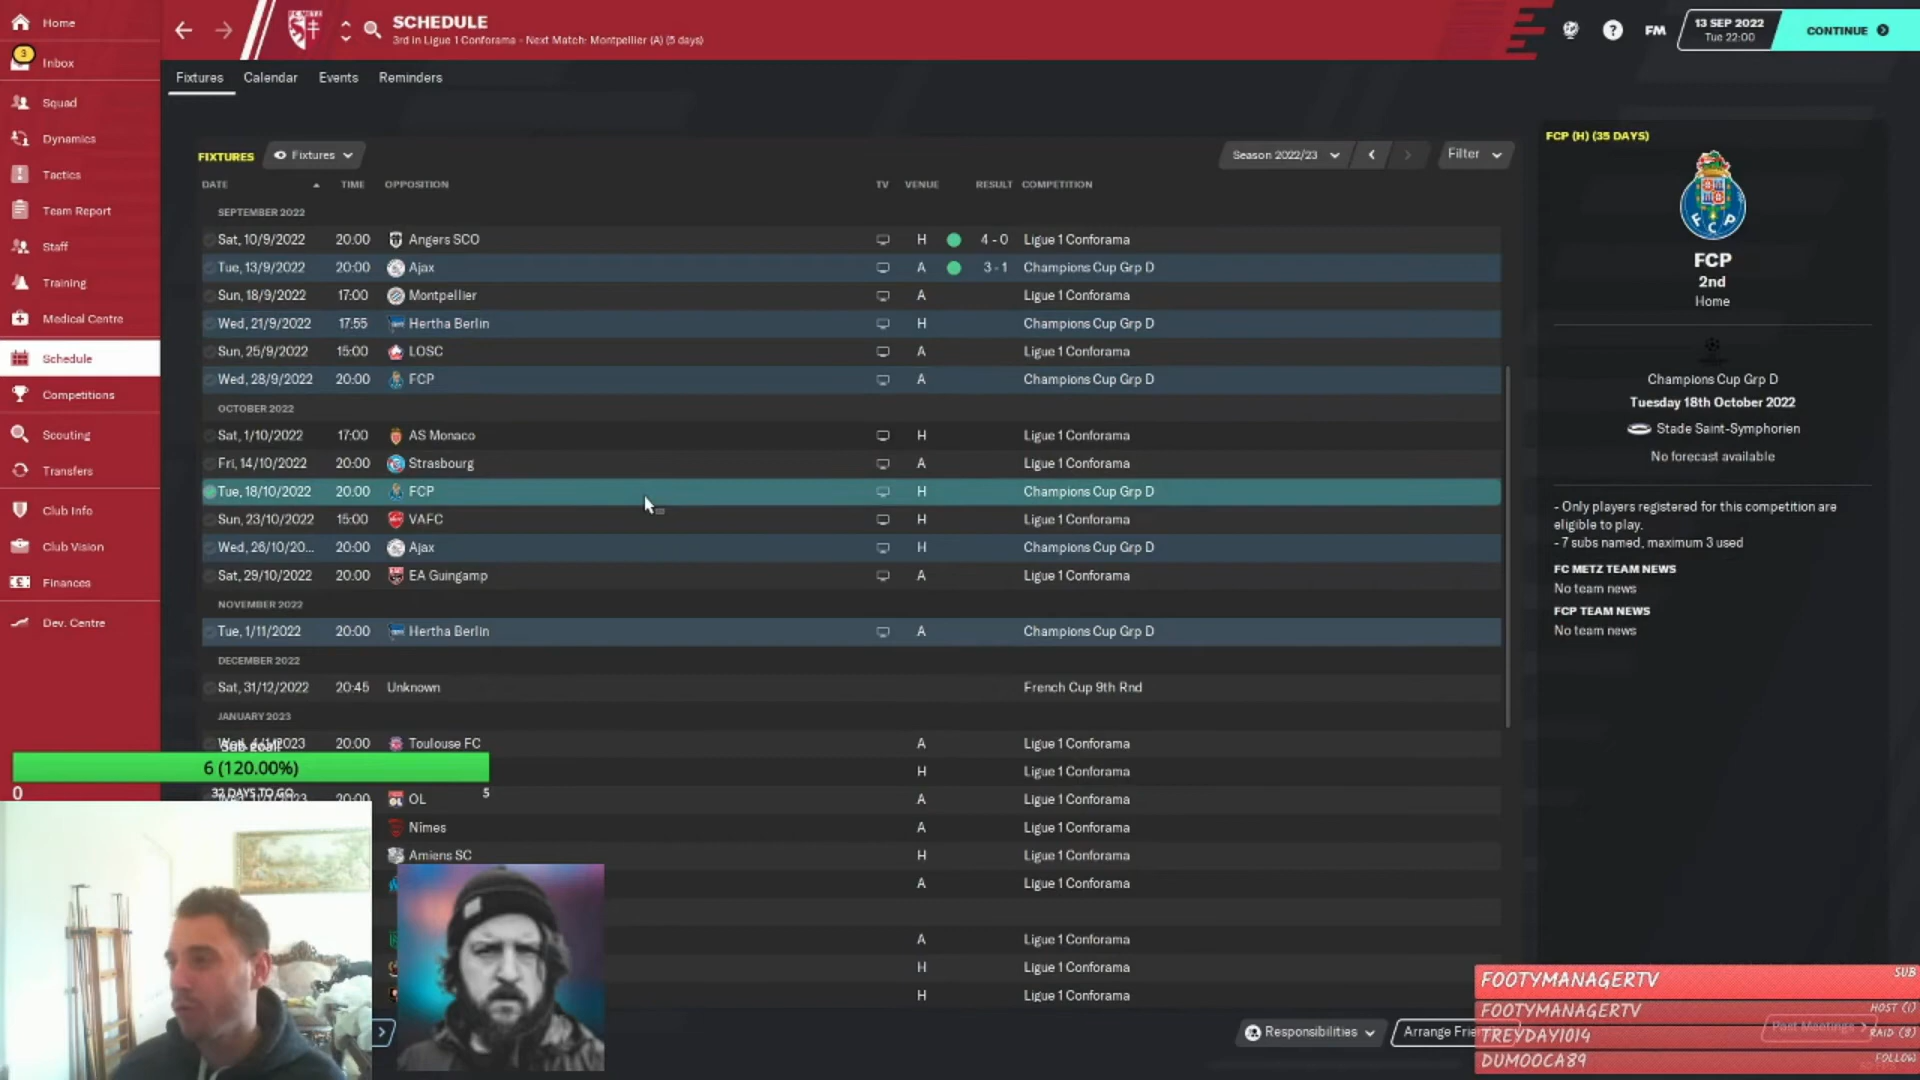 Home
3
Inbox
Squad
Dynamics
Tactics
Team Report
Staff
Training
Medical Centre
Schedule
Competitions
Scouting
Transfers
Club Info
Club Vision
Finances
Dev. Centre
SCHEDULE
3rd in Ligue 1 Conforama - Next Match: Montpellier (A) (5 days)
FM
13 SEP 2022
Tue 22:00
CONTINUE
Fixtures Calendar Events Reminders
FIXTURES Fixtures Season 2022/23 Filter
DATE TIME OPPOSITION TV VENUE RESULT COMPETITION
SEPTEMBER 2022
Sat, 10/9/2022 20:00 Angers SCO H 4 - 0 Ligue 1 Conforama
Tue, 13/9/2022 20:00 Ajax A 3 - 1 Champions Cup Grp D
Sun, 18/9/2022 17:00 Montpellier A Ligue 1 Conforama
Wed, 21/9/2022 17:55 Hertha Berlin H Champions Cup Grp D
Sun, 25/9/2022 15:00 LOSC A Ligue 1 Conforama
Wed, 28/9/2022 20:00 FCP A Champions Cup Grp D
OCTOBER 2022
Sat, 1/10/2022 17:00 AS Monaco H Ligue 1 Conforama
Fri, 14/10/2022 20:00 Strasbourg A Ligue 1 Conforama
Tue, 18/10/2022 20:00 FCP H Champions Cup Grp D
Sun, 23/10/2022 15:00 VAFC H Ligue 1 Conforama
Wed, 26/10/20... 20:00 Ajax H Champions Cup Grp D
Sat, 29/10/2022 20:00 EA Guingamp A Ligue 1 Conforama
NOVEMBER 2022
Tue, 1/11/2022 20:00 Hertha Berlin A Champions Cup Grp D
DECEMBER 2022
Sat, 31/12/2022 20:45 Unknown French Cup 9th Rnd
JANUARY 2023
20:00 Toulouse FC A Ligue 1 Conforama
H Ligue 1 Conforama
20:00 OL A Ligue 1 Conforama
Nîmes A Ligue 1 Conforama
Amiens SC H Ligue 1 Conforama
A Ligue 1 Conforama
A Ligue 1 Conforama
H Ligue 1 Conforama
H Ligue 1 Conforama
Sub goal!
6 (120.00%)
0 32 DAYS TO GO 5
FCP (H) (35 DAYS)
FCP
FCP
2nd
Home
Champions Cup Grp D
Tuesday 18th October 2022
Stade Saint-Symphorien
No forecast available
- Only players registered for this competition are
eligible to play.
- 7 subs named, maximum 3 used
FC METZ TEAM NEWS
No team news
FCP TEAM NEWS
No team news
Responsibilities
Arrange
FOOTYMANAGERTV SUB
FOOTYMANAGERTV HOST (1)
TREYDAY1014 RAID (8)
DUMOOCA89 FOLLOW
Past Meetings